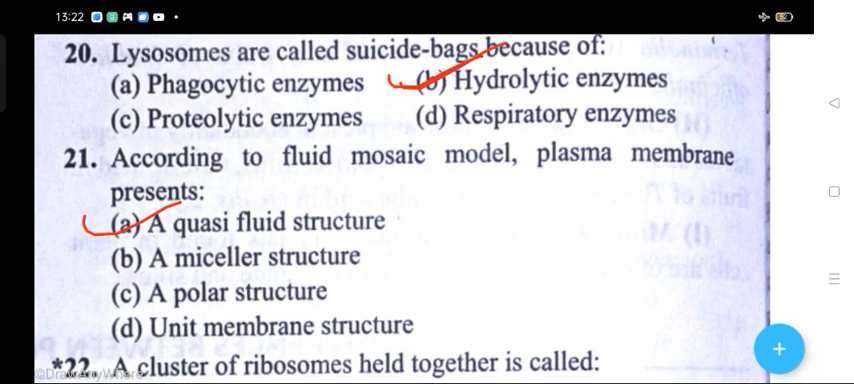 13:22
20. Lysosomes are called suicide-bags because of:
(a) Phagocytic enzymes (b) Hydrolytic enzymes
(c) Proteolytic enzymes (d) Respiratory enzymes
21. According to fluid mosaic model, plasma membrane
presents:
(a) A quasi fluid structure
(b) A miceller structure
(c) A polar structure
(d) Unit membrane structure
*22. A cluster of ribosomes held together is called:
©DrawAnyWhere